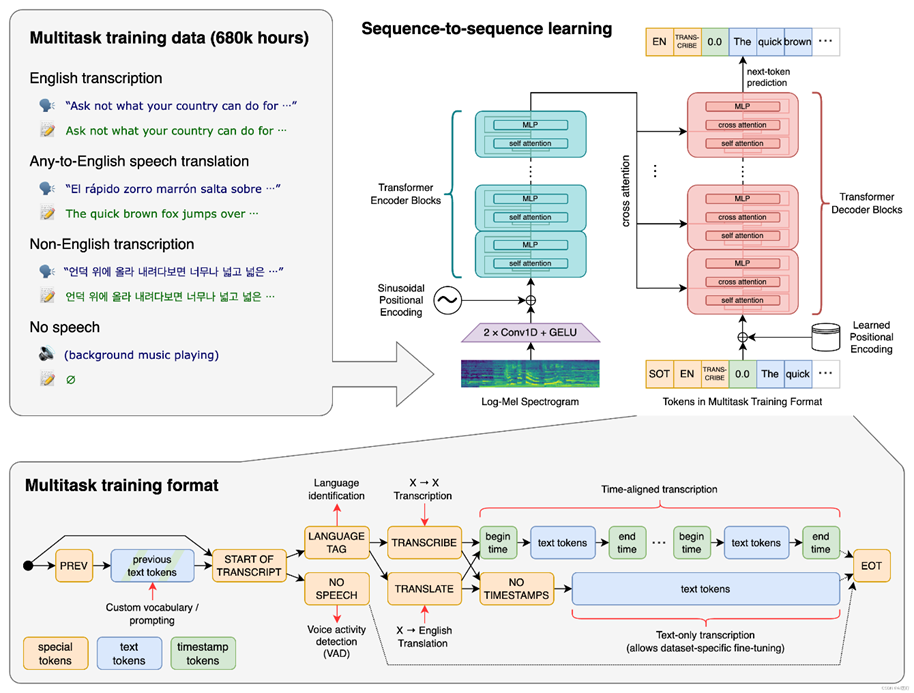 Multitask training data (680k hours)
English transcription
“Ask not what your country can do for ⋯”
Ask not what your country can do for ⋯
Any-to-English speech translation
“El rápido zorro marrón salta sobre ⋯”
The quick brown fox jumps over ⋯
Non-English transcription
“언덕 위에 올라 내려다보면 너무나 넓고 넓은 ⋯”
언덕 위에 올라 내려다보면 너무나 넓고 넓은 ⋯
No speech
(background music playing)
∅
Sequence-to-sequence learning
EN
TRANS-
CRIBE
0.0
The
quick
brown
⋯
next-token
prediction
MLP
self attention
MLP
self attention
MLP
self attention
Transformer
Encoder Blocks
cross attention
MLP
cross attention
self attention
MLP
cross attention
self attention
MLP
cross attention
self attention
Transformer
Decoder Blocks
Sinusoidal
Positional
Encoding
2 × Conv1D + GELU
Log-Mel Spectrogram
Learned
Positional
Encoding
SOT
EN
TRANS-
CRIBE
0.0
The
quick
⋯
Tokens in Multitask Training Format
Multitask training format
PREV
previous
text tokens
Custom vocabulary /
prompting
START OF
TRANSCRIPT
Language
identification
LANGUAGE
TAG
NO
SPEECH
Voice activity
detection
(VAD)
X → X
Transcription
TRANSCRIBE
TRANSLATE
X → English
Translation
Time-aligned transcription
begin
time
text tokens
end
time
⋯
begin
time
text tokens
end
time
NO
TIMESTAMPS
text tokens
Text-only transcription
(allows dataset-specific fine-tuning)
EOT
special
tokens
text
tokens
timestamp
tokens